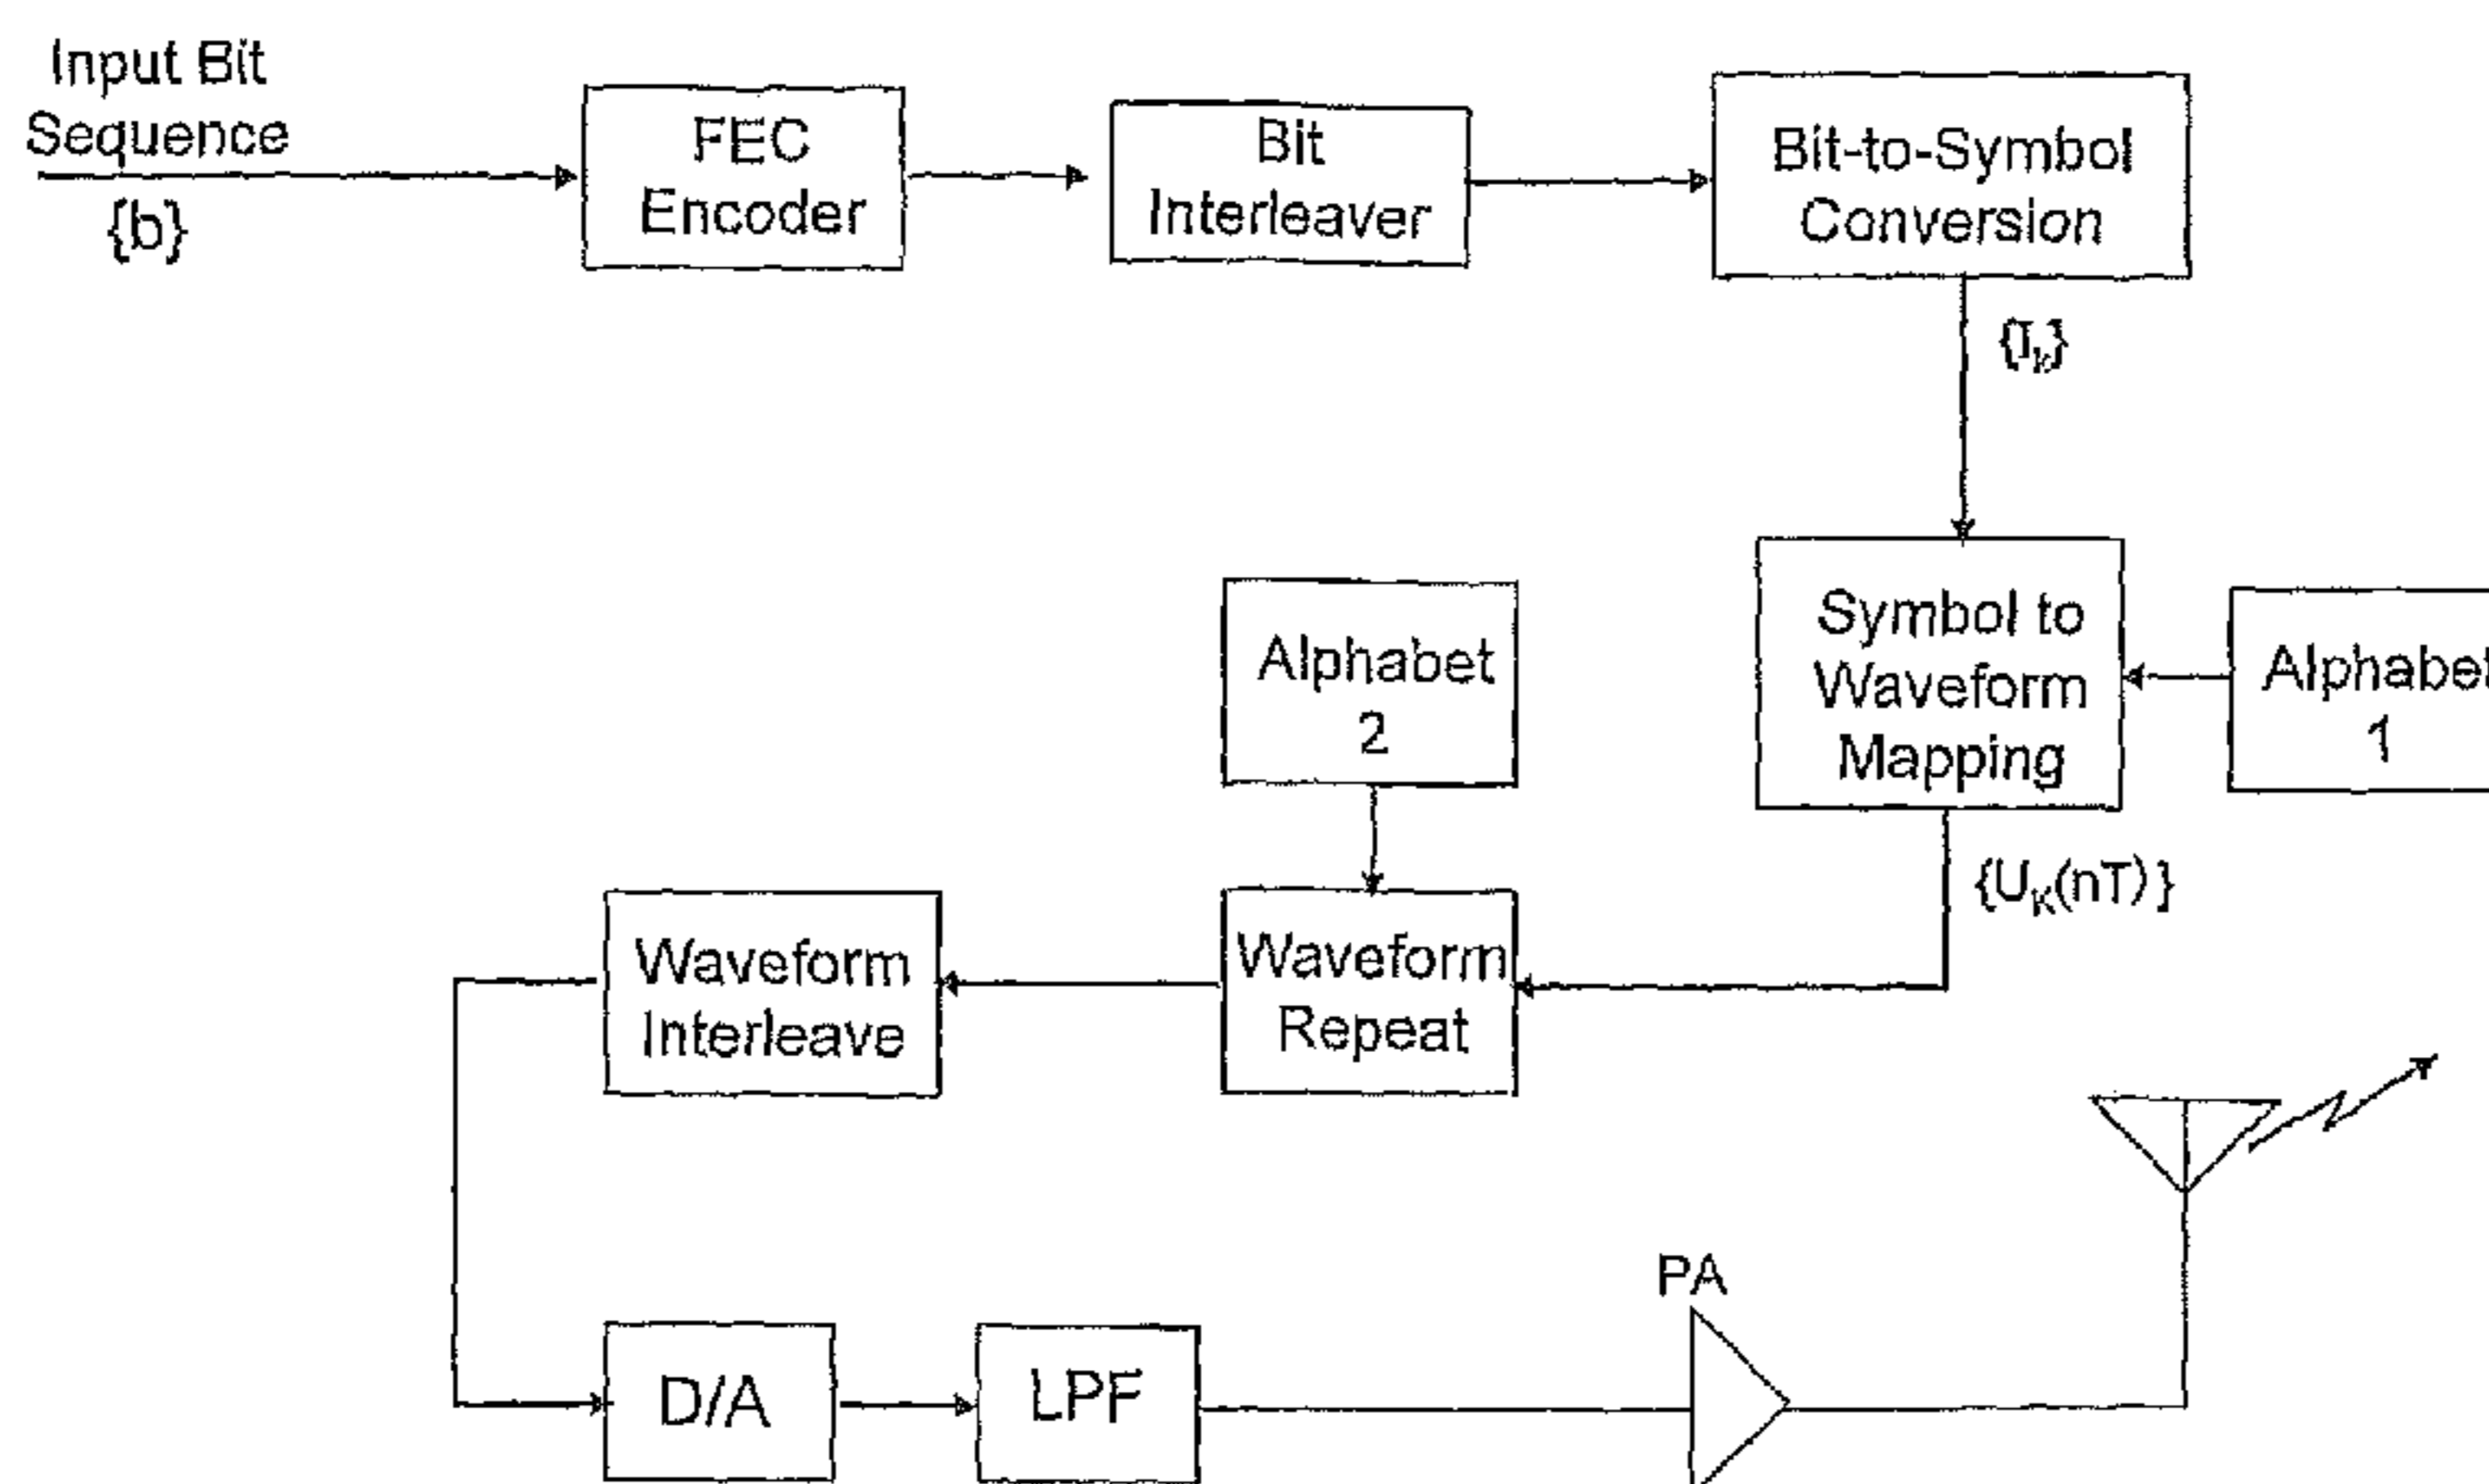 Input Bit
Sequence
{b}
FEC
Encoder
Bit
Interleaver
Bit-to-Symbol
Conversion
{I_k}
Symbol to
Waveform
Mapping
Alphabet
1
Alphabet
2
{U_K(nT)}
Waveform
Repeat
Waveform
Interleave
D/A
LPF
PA